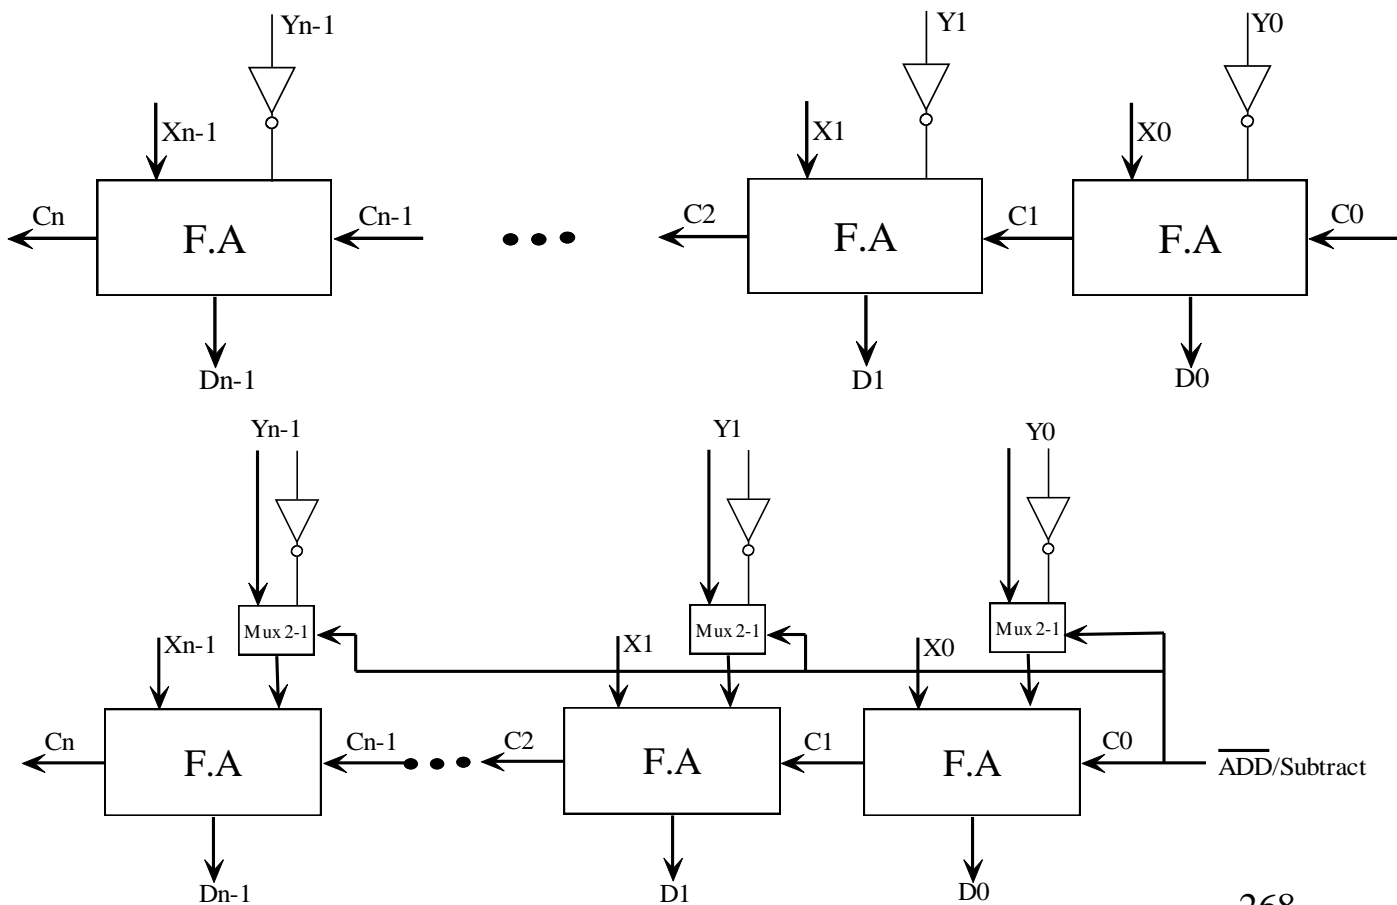 Yn-1 Y1 Y0
Xn-1 X1 X0
Cn Cn-1 C2 C1 C0
F.A F.A F.A
Dn-1 D1 D0
Yn-1 Y1 Y0
Mux 2-1 Mux 2-1 Mux 2-1
Xn-1 X1 X0
Cn Cn-1 C2 C1 C0
F.A F.A F.A
ADD/Subtract
Dn-1 D1 D0